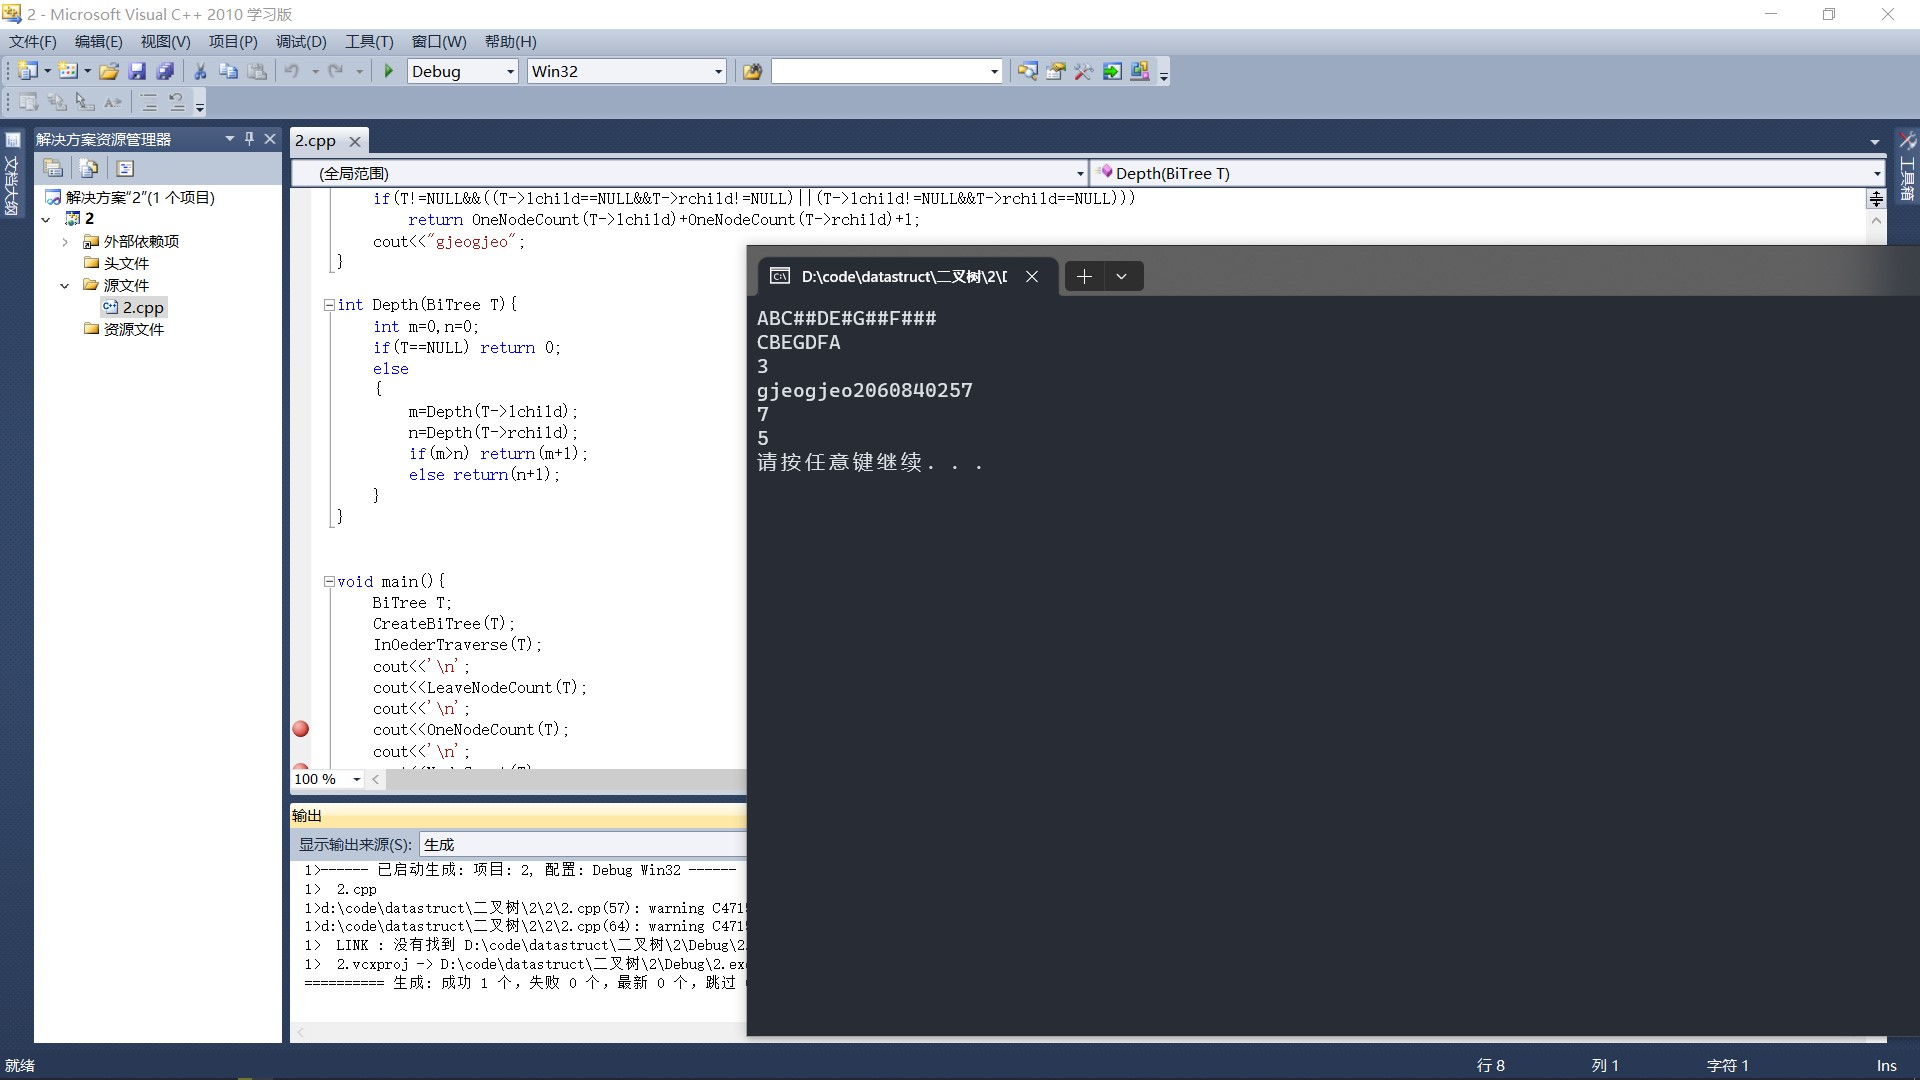 2 - Microsoft Visual C++ 2010 学习版
文件(F) 编辑(E) 视图(V) 项目(P) 调试(D) 工具(T) 窗口(W) 帮助(H)
Debug Win32
文档大纲
解决方案资源管理器
解决方案“2”(1 个项目)
2
外部依赖项
头文件
源文件
2.cpp
资源文件
2.cpp
(全局范围) Depth(BiTree T)
if(T!=NULL&&((T->lchild==NULL&&T->rchild!=NULL)||(T->lchild!=NULL&&T->rchild==NULL)))
return OneNodeCount(T->lchild)+OneNodeCount(T->rchild)+1;
cout<<"gjeogjeo";
}
int Depth(BiTree T){
int m=0,n=0;
if(T==NULL) return 0;
else
{
m=Depth(T->lchild);
n=Depth(T->rchild);
if(m>n) return(m+1);
else return(n+1);
}
}
void main(){
BiTree T;
CreateBiTree(T);
InOederTraverse(T);
cout<<'\n';
cout<<LeaveNodeCount(T);
cout<<'\n';
cout<<OneNodeCount(T);
cout<<'\n';
100 %
输出
显示输出来源(S): 生成
1>------ 已启动生成: 项目: 2, 配置: Debug Win32 ------
1> 2.cpp
1>d:\code\datastruct\二叉树\2\2\2.cpp(57): warning C4715
1>d:\code\datastruct\二叉树\2\2\2.cpp(64): warning C4715
1> LINK : 没有找到 D:\code\datastruct\二叉树\2\Debug\2.
1> 2.vcxproj -> D:\code\datastruct\二叉树\2\Debug\2.exe
========== 生成: 成功 1 个，失败 0 个，最新 0 个，跳过
D:\code\datastruct\二叉树\2\
ABC##DE#G##F###
CBEGDFA
3
gjeogjeo2060840257
7
5
请按任意键继续. . .
工具箱
就绪 行 8 列 1 字符 1 Ins